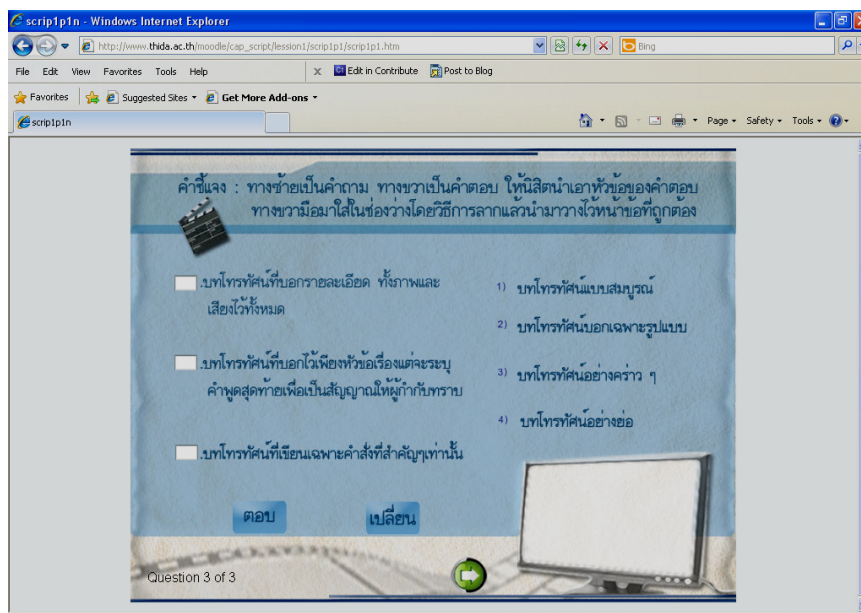 scrip1p1n - Windows Internet Explorer
http://www.thida.ac.th/moodle/cap_script/lession1/scrip1p1/scrip1p1.htm
Bing
File Edit View Favorites Tools Help
x Edit in Contribute Post to Blog
Favorites Suggested Sites Get More Add-ons
scrip1p1n
Page Safety Tools
คำชี้แจง : ทางซ้ายเป็นคำถาม ทางขวาเป็นคำตอบ ให้นิสิตนำเอาหัวข้อของคำตอบ
ทางขวามือมาใส่ในช่องว่างโดยวิธีการลากแล้วนำมาวางไว้หน้าข้อที่ถูกต้อง
.บทโทรทัศน์ที่บอกรายละเอียด ทั้งภาพและ
เสียงไว้ทั้งหมด
.บทโทรทัศน์ที่บอกไว้เพียงหัวข้อเรื่องแต่จะระบุ
คำพูดสุดท้ายเพื่อเป็นสัญญาณให้ผู้กำกับทราบ
.บทโทรทัศน์ที่เขียนเฉพาะคำสั่งที่สำคัญๆเท่านั้น
1) บทโทรทัศน์แบบสมบูรณ์
2) บทโทรทัศน์บอกเฉพาะรูปแบบ
3) บทโทรทัศน์อย่างคร่าว ๆ
4) บทโทรทัศน์อย่างย่อ
ตอบ เปลี่ยน
Question 3 of 3